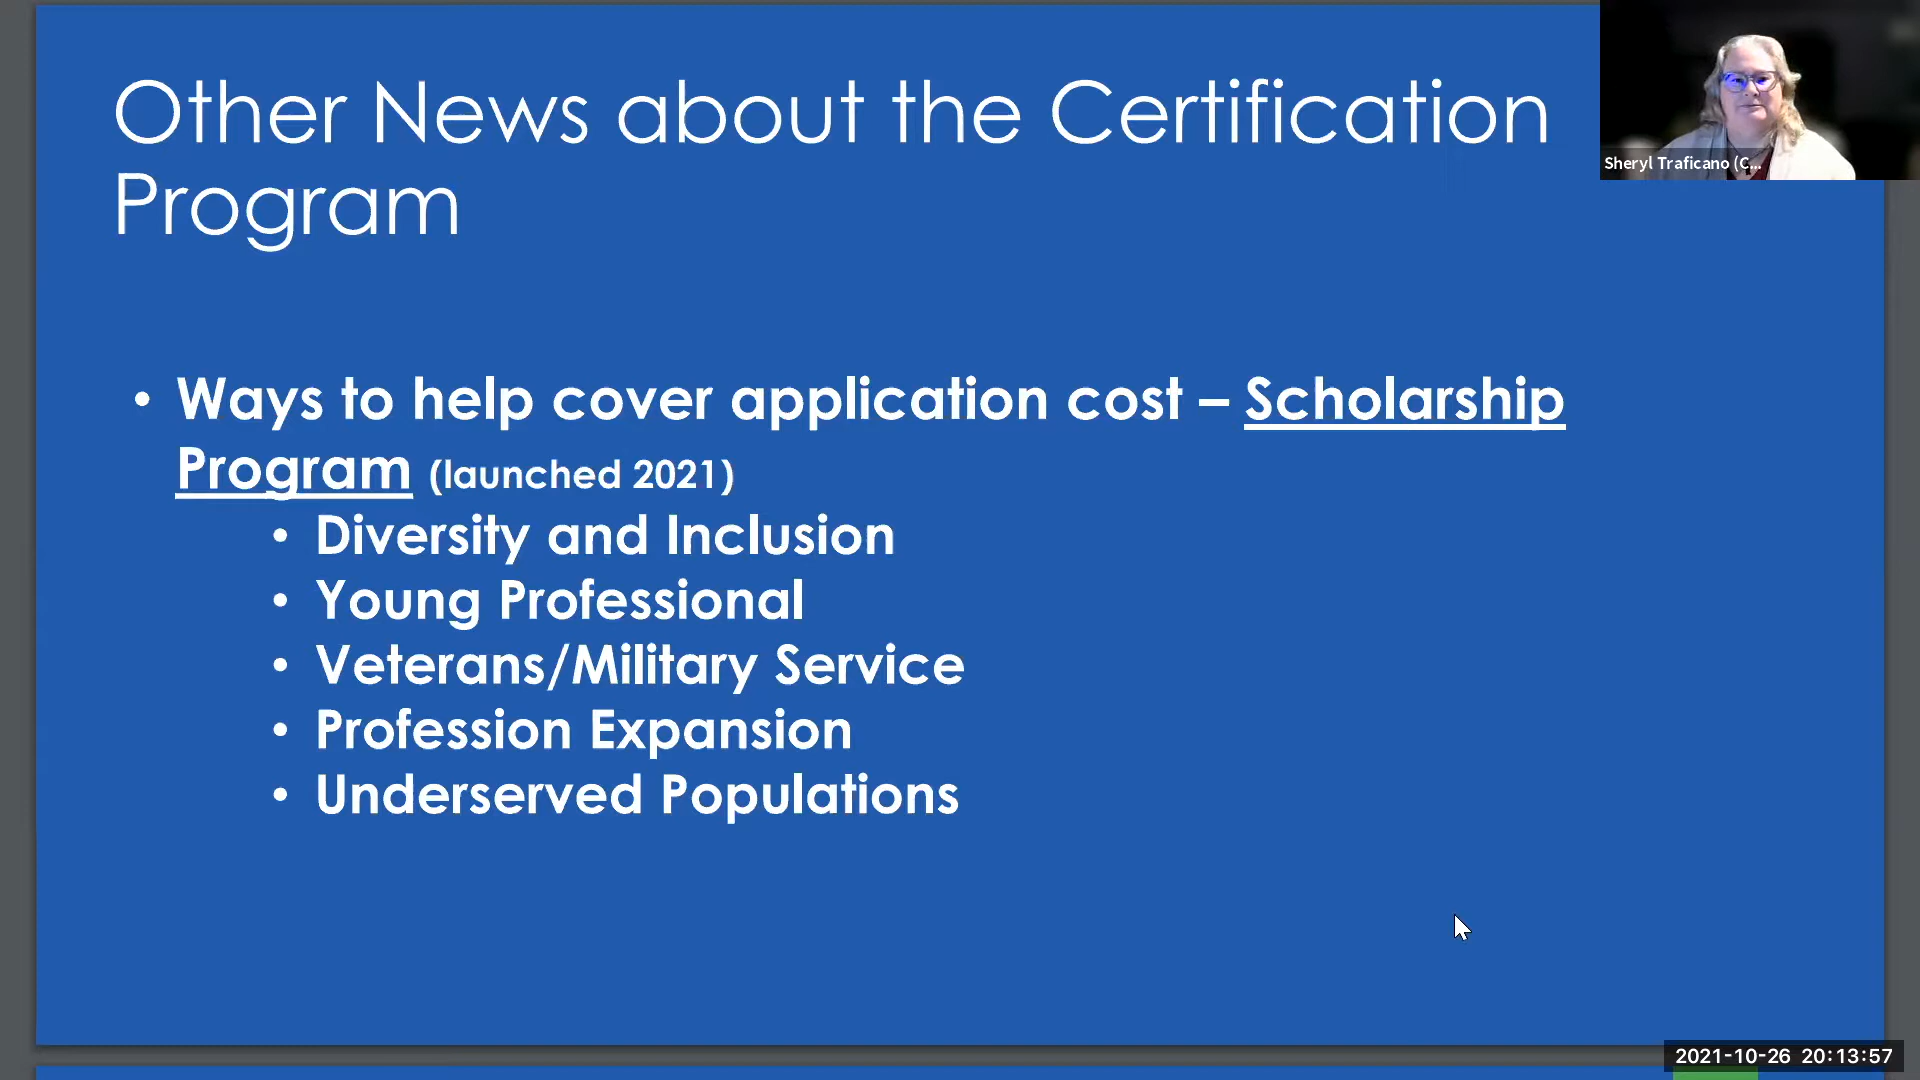 Other News about the Certification
Program
Sheryl Traficano (C...
• Ways to help cover application cost – Scholarship
Program (launched 2021)
• Diversity and Inclusion
• Young Professional
• Veterans/Military Service
• Profession Expansion
• Underserved Populations
2021-10-26 20:13:57